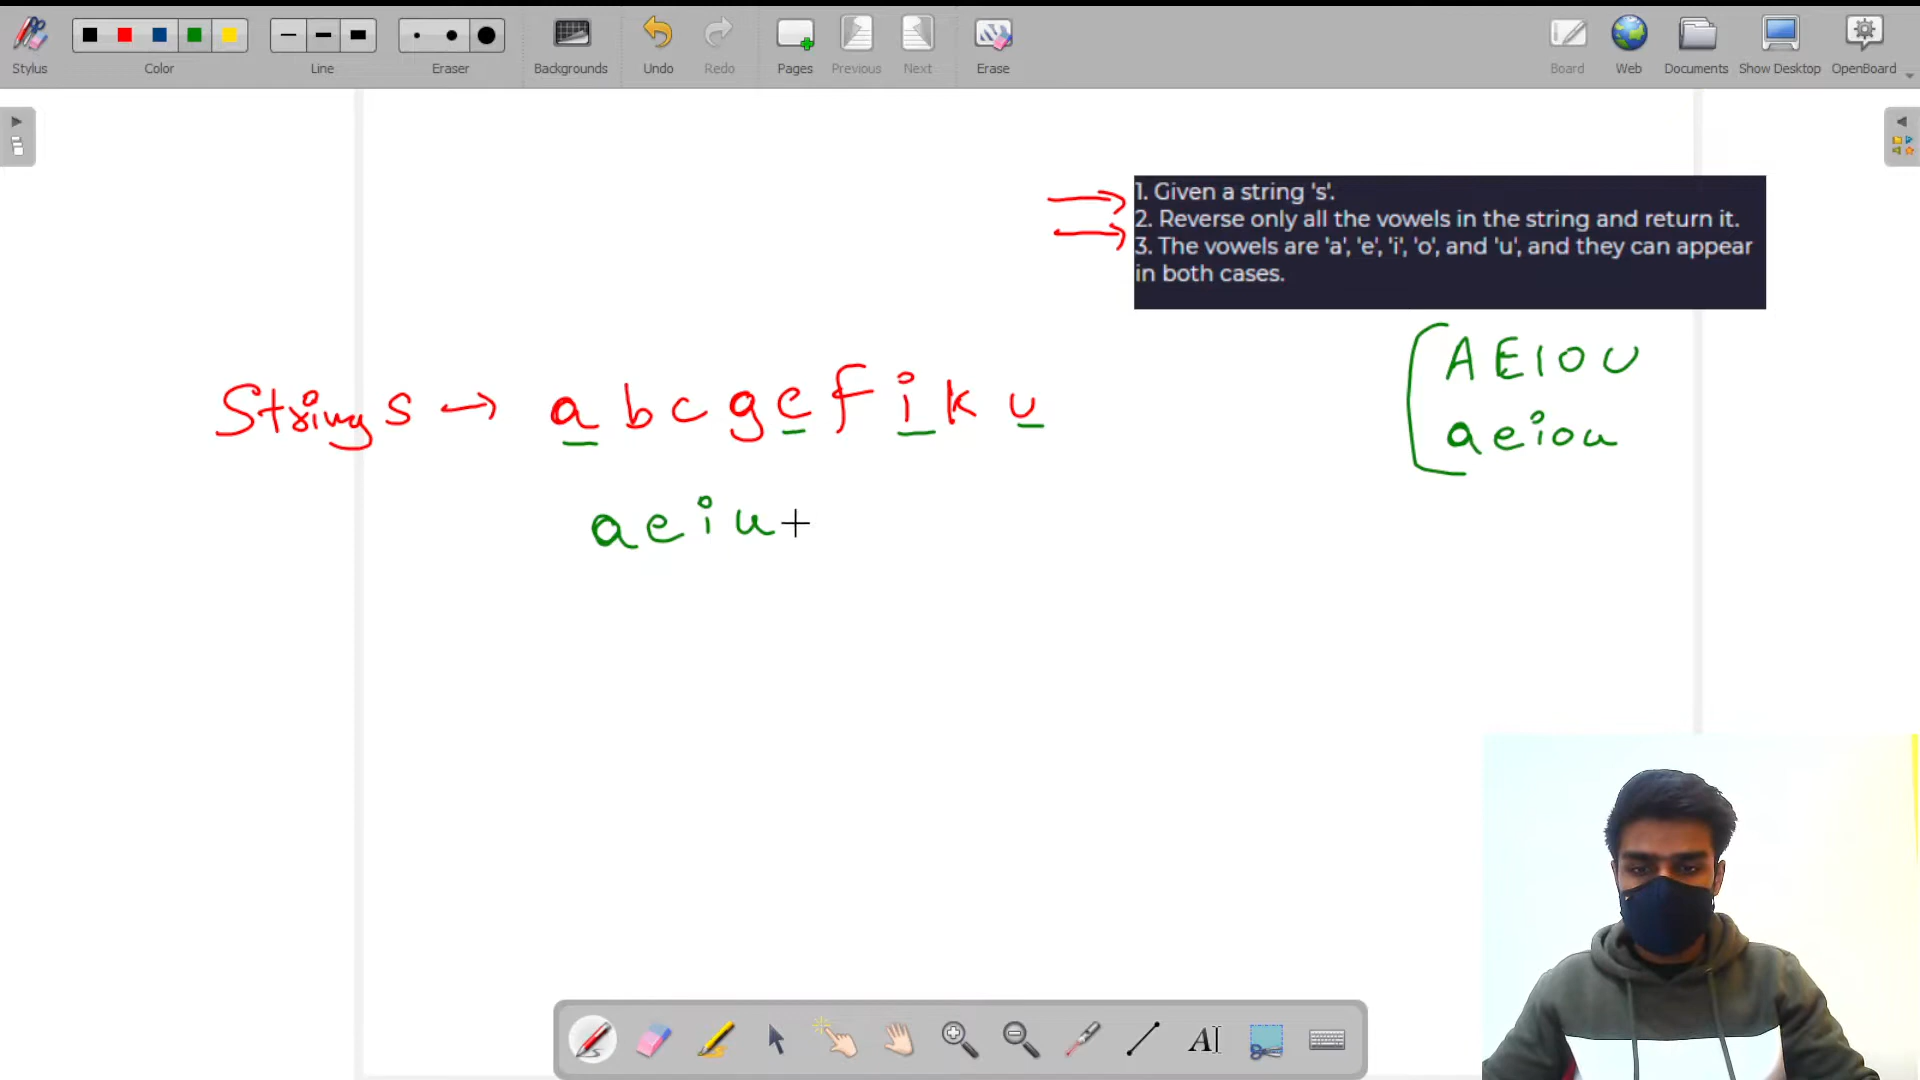 Stylus Color Line Eraser Backgrounds Undo Redo Pages Previous Next Erase Board Web Documents Show Desktop OpenBoard
1. Given a string 's'.
2. Reverse only all the vowels in the string and return it.
3. The vowels are 'a', 'e', 'i', 'o', and 'u', and they can appear
in both cases.
A E I O U
a e i o u
String s → a b c g e f i k u
a e i u
AI